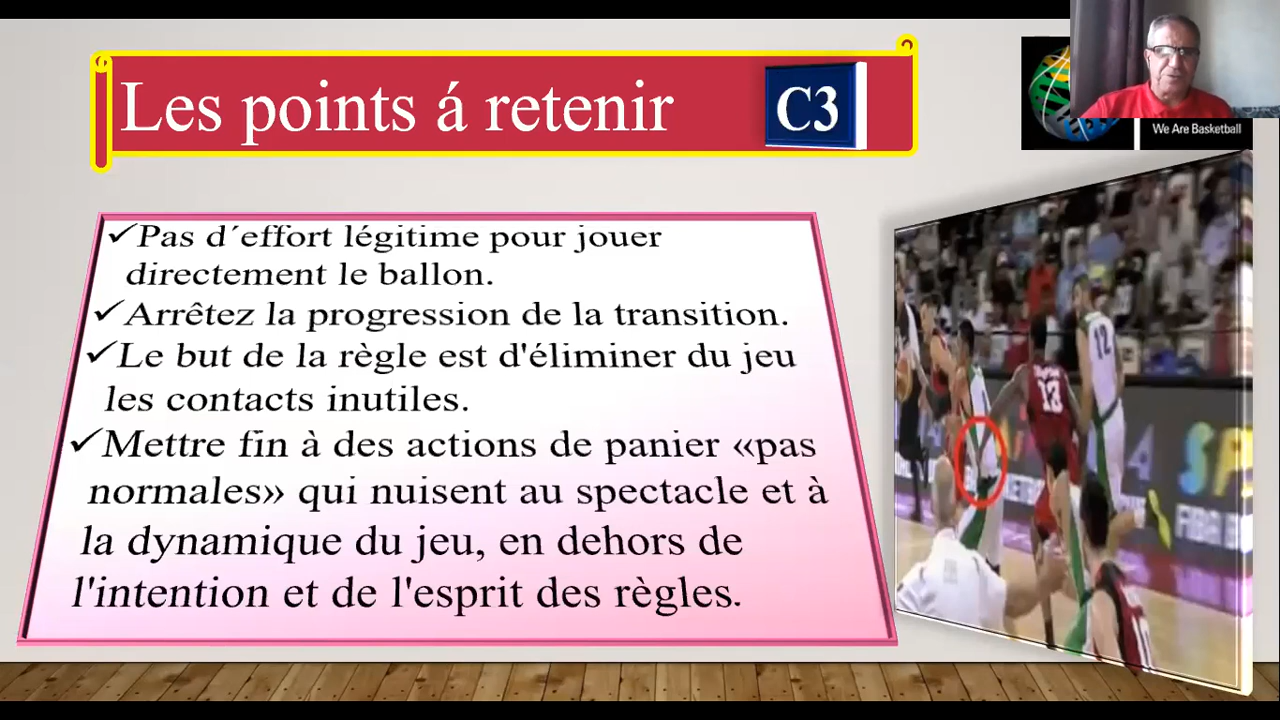 Les points á retenir
C3
We Are Basketball
✓Pas d´effort légitime pour jouer
directement le ballon.
✓Arrêtez la progression de la transition.
✓Le but de la règle est d'éliminer du jeu
les contacts inutiles.
✓Mettre fin à des actions de panier «pas
normales» qui nuisent au spectacle et à
la dynamique du jeu, en dehors de
l'intention et de l'esprit des règles.
12
13